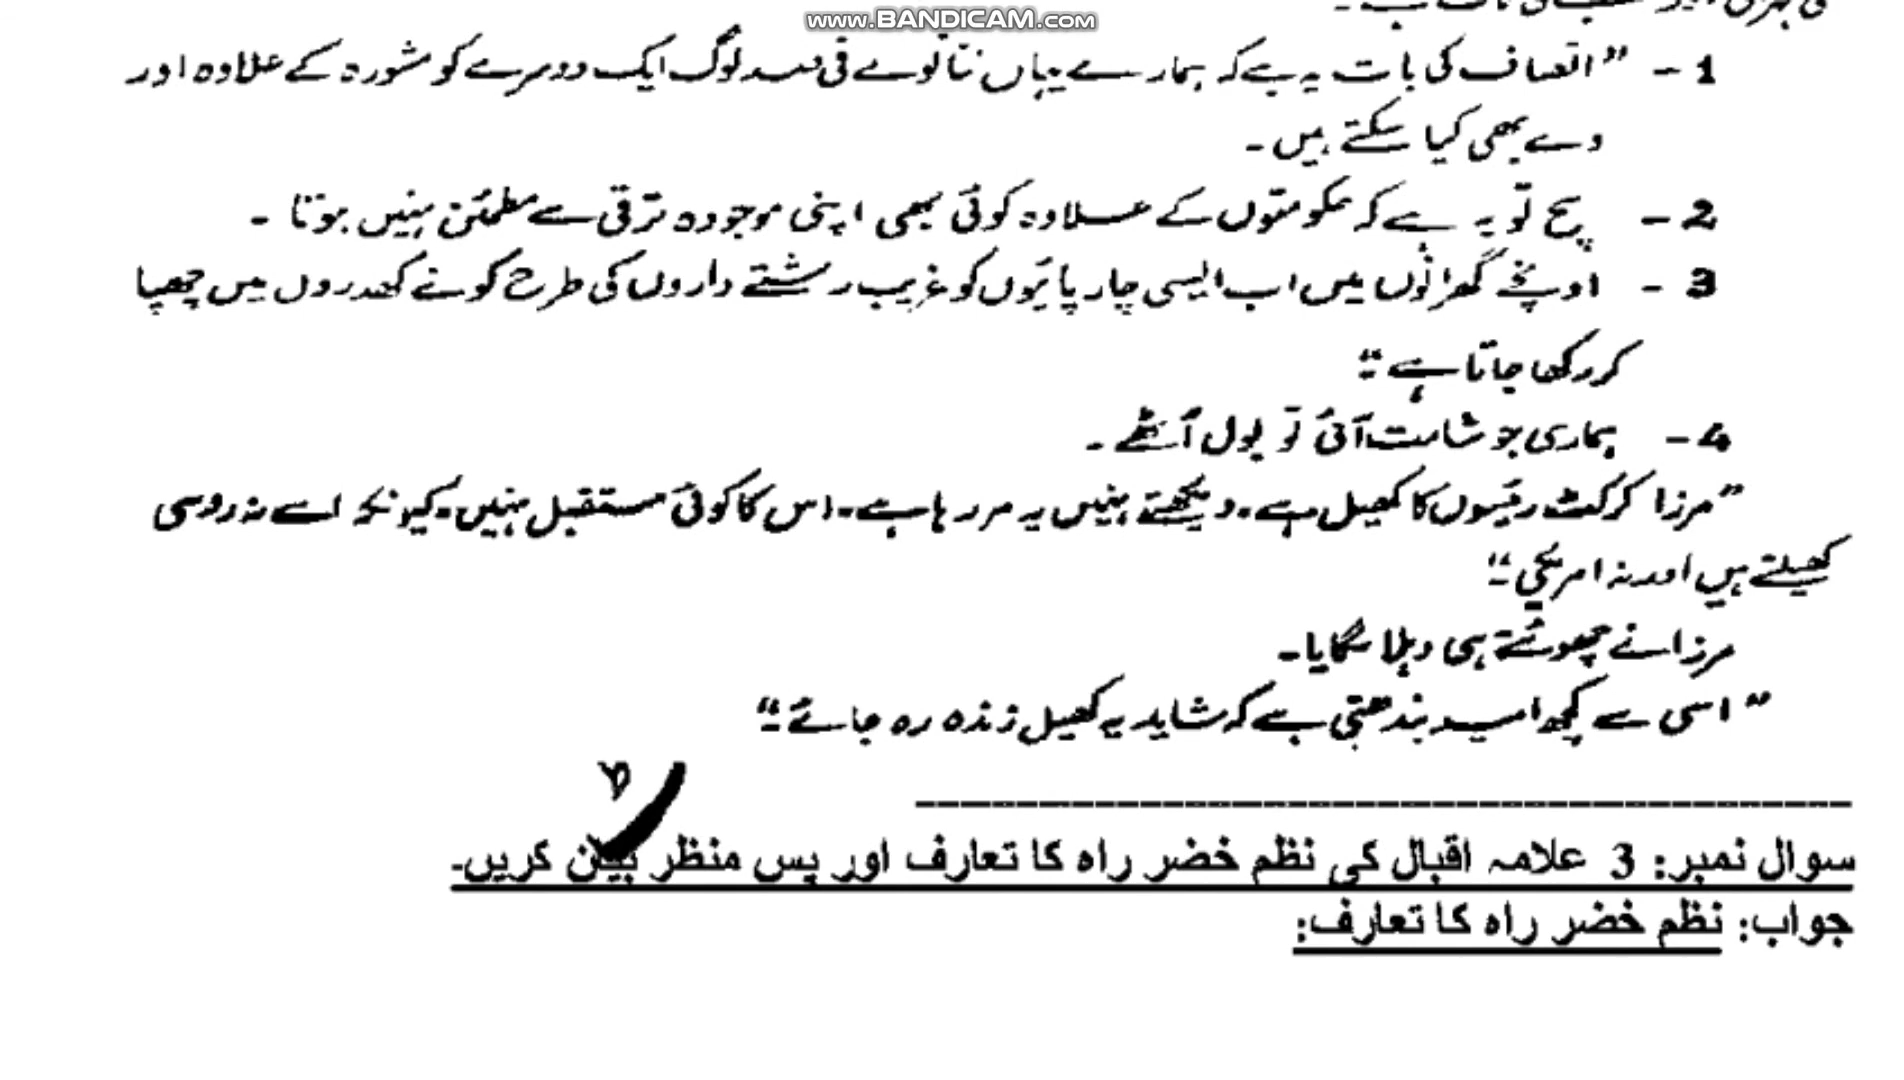 www.BANDICAM.com
1 - "انصاف کی بات یہ ہے کہ ہمارے یہاں ننانوے فی صد لوگ ایک دوسرے کو مشورہ کے علاوہ اور
دے بھی کیا سکتے ہیں۔
2 - سچ تو یہ ہے کہ حکومتوں کے علاوہ کوئی بھی اپنی موجودہ ترقی سے مطمئن نہیں ہوتا ۔
3 - اونچے گھرانوں میں اب ایسی چارپائیوں کو غریب رشتے داروں کی طرح کونے کھدروں میں چھپا
کر رکھا جاتا ہے ۔"
4 - ہماری جو شامت آئی تو بول اُٹھے ۔
"مرزا کرکٹ رئیسوں کا کھیل ہے۔ دیکھتے نہیں یہ مر رہا ہے۔ اس کا کوئی مستقبل نہیں۔ کیونکہ اسے نہ روسی
کھیلتے ہیں اور نہ امریکی ۔"
مرزا نے چھوٹتے ہی دہلا لگایا۔
"اسی سے کچھ امید بندھتی ہے کہ شاید یہ کھیل زندہ رہ جائے ۔"
سوال نمبر: 3 علامہ اقبال کی نظم خضر راہ کا تعارف اور پس منظر بیان کریں۔
جواب: نظم خضر راہ کا تعارف: